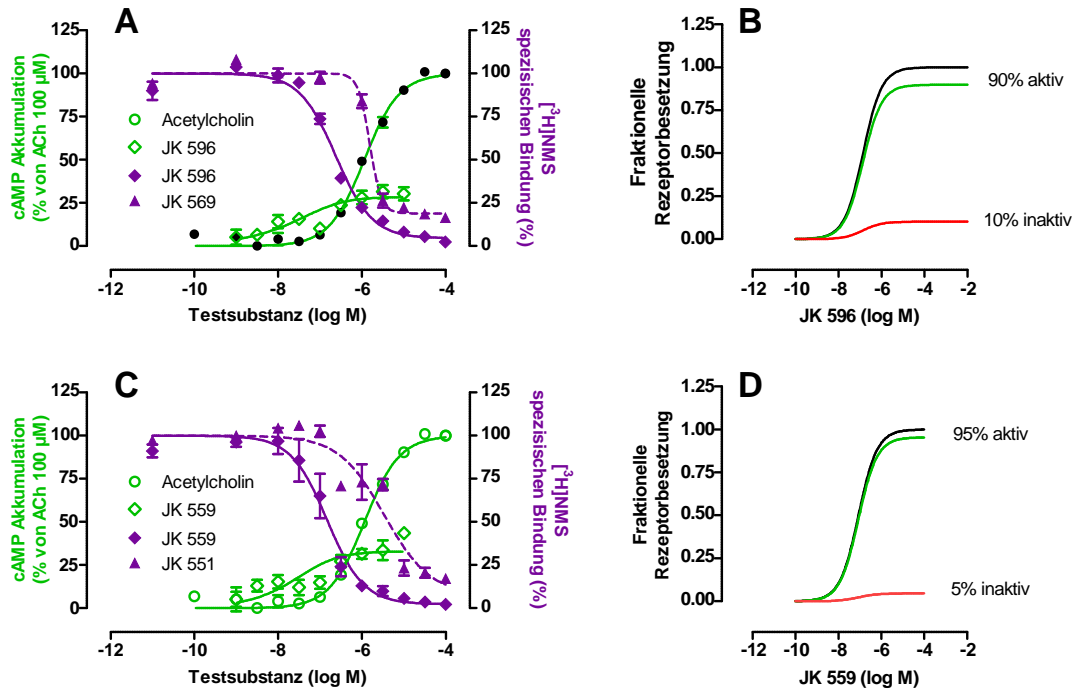 A
cAMP Akkumulation
(% von ACh 100 µM)
125
100
75
50
25
0
Acetylcholin
JK 596
JK 596
JK 569
125
100
75
50
25
0
[³H]NMS
spezisischen Bindung (%)
-12
-10
-8
-6
-4
Testsubstanz (log M)
B
Fraktionelle
Rezeptorbesetzung
1.25
1.00
0.75
0.50
0.25
0.00
90% aktiv
10% inaktiv
-12
-10
-8
-6
-4
-2
JK 596 (log M)
C
cAMP Akkumulation
(% von ACh 100 µM)
125
100
75
50
25
0
Acetylcholin
JK 559
JK 559
JK 551
125
100
75
50
25
0
[³H]NMS
spezisischen Bindung (%)
-12
-10
-8
-6
-4
Testsubstanz (log M)
D
Fraktionelle
Rezeptorbesetzung
1.25
1.00
0.75
0.50
0.25
0.00
95% aktiv
5% inaktiv
-12
-10
-8
-6
-4
-2
JK 559 (log M)